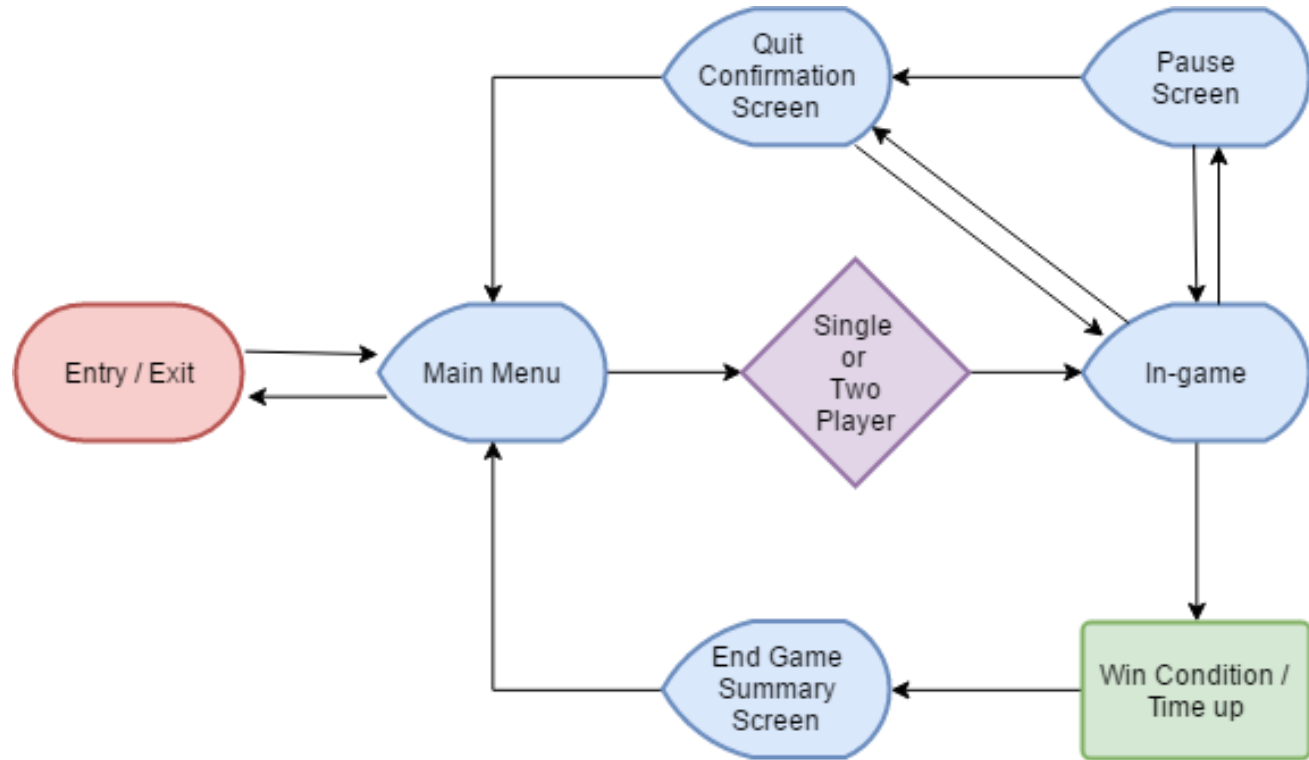 Quit
Confirmation
Screen
Pause
Screen
Entry / Exit
Main Menu
Single
or
Two
Player
In-game
End Game
Summary
Screen
Win Condition /
Time up